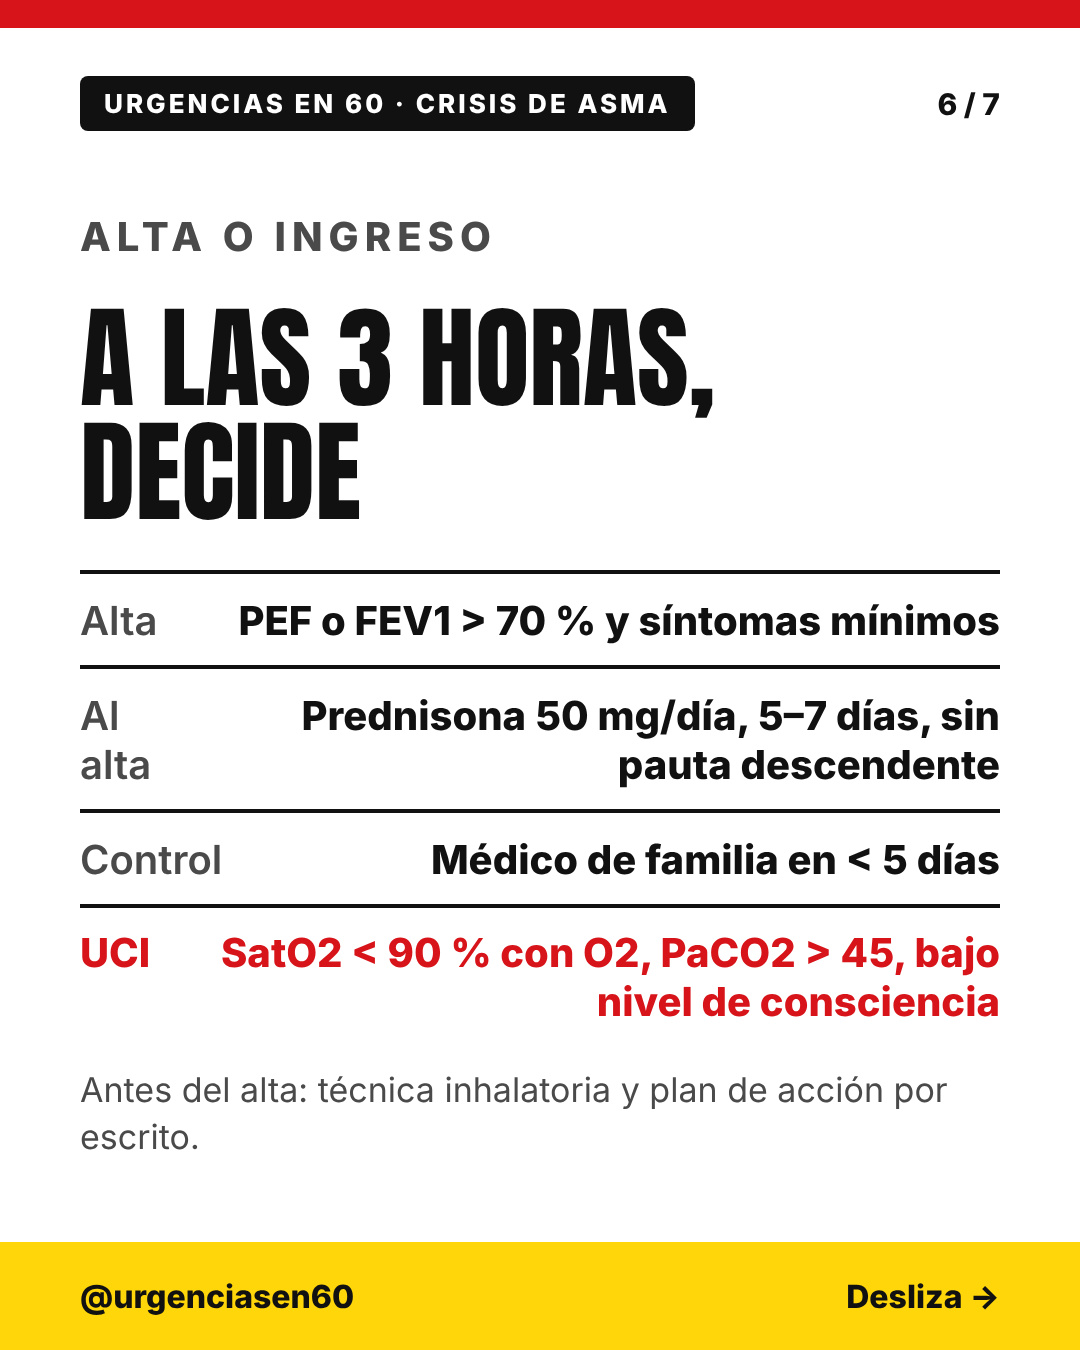 URGENCIAS EN 60 · CRISIS DE ASMA
6 / 7
ALTA O INGRESO
A LAS 3 HORAS,
DECIDE
Alta PEF o FEV1 > 70 % y síntomas mínimos
Al alta Prednisona 50 mg/día, 5–7 días, sin
pauta descendente
Control Médico de familia en < 5 días
UCI SatO2 < 90 % con O2, PaCO2 > 45, bajo
nivel de consciencia
Antes del alta: técnica inhalatoria y plan de acción por
escrito.
@urgenciasen60
Desliza →